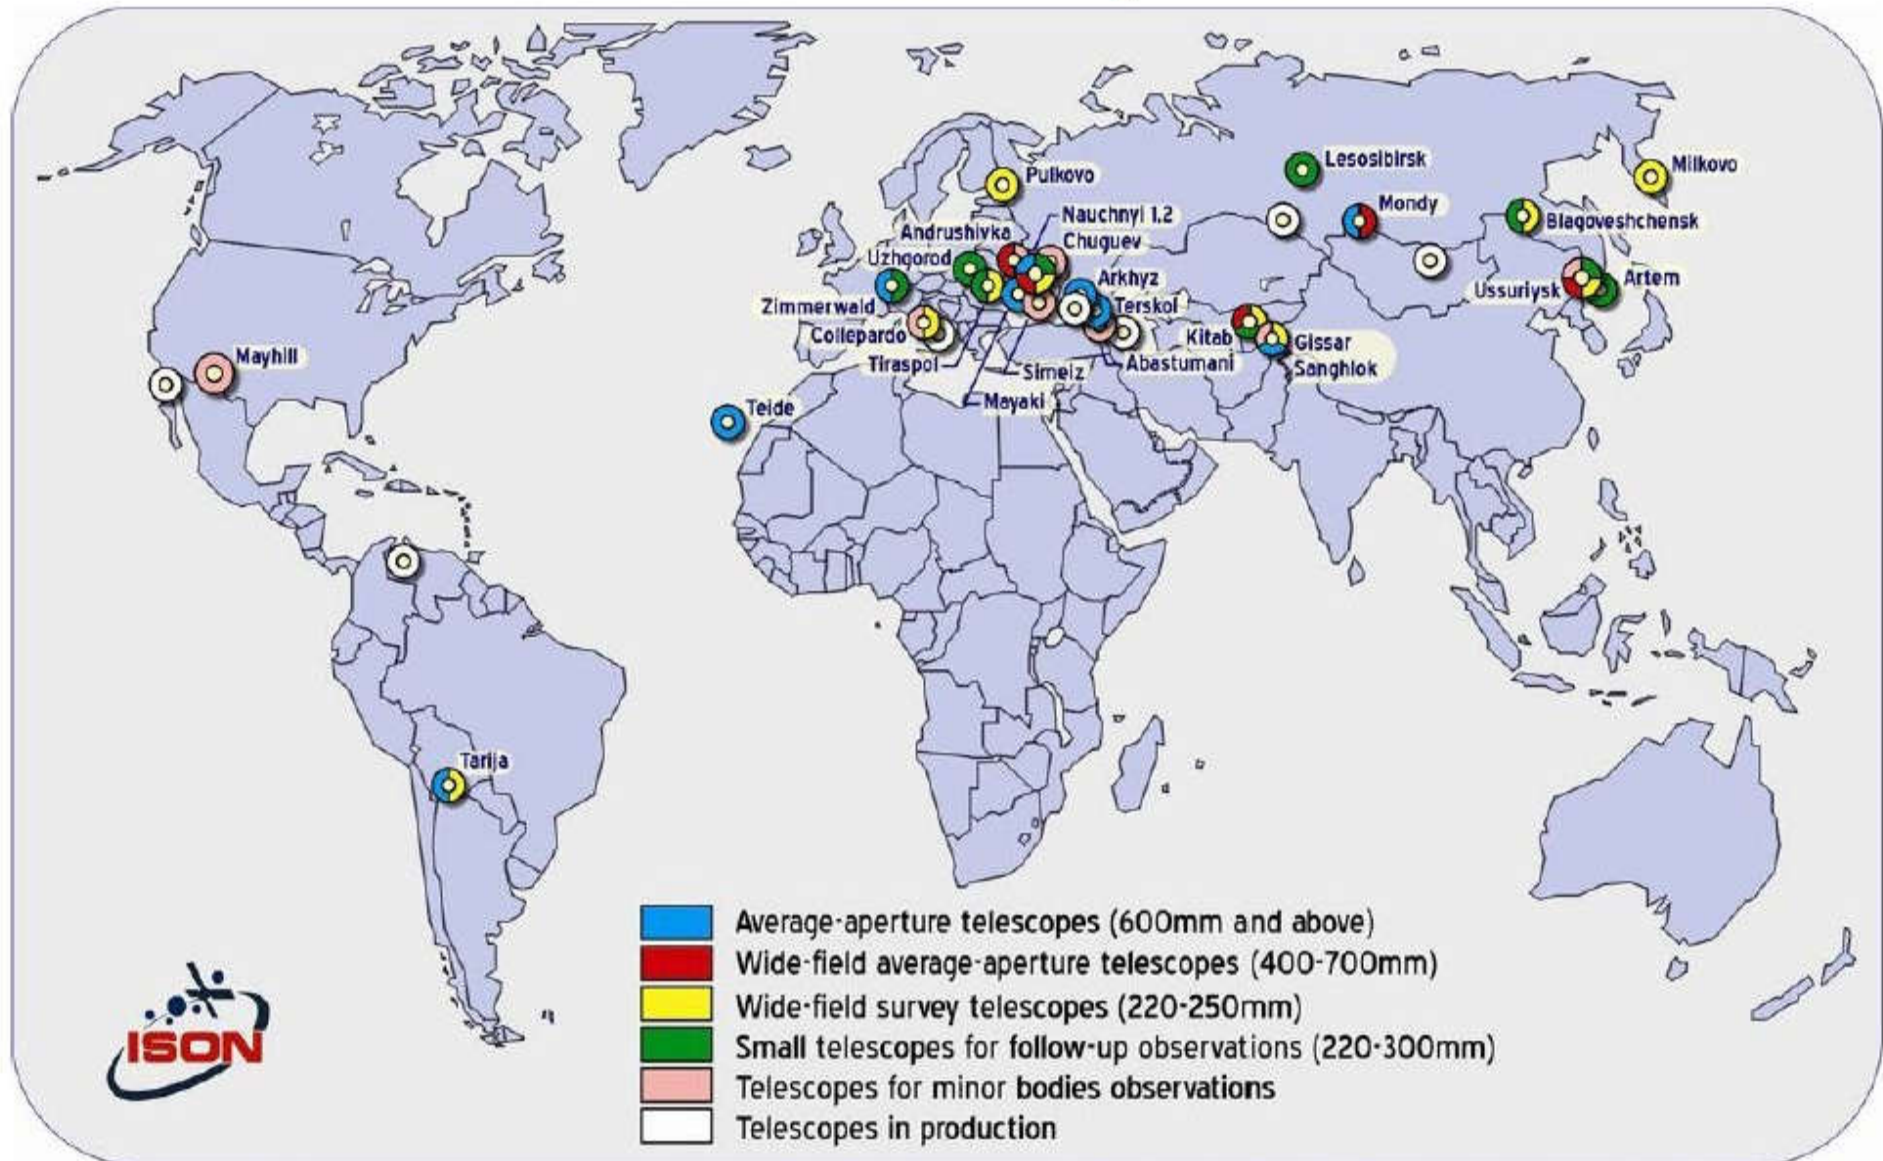 Lesosibirsk
Milkovo
Pulkovo
Mondy
Nauchnyi 1,2
Blagoveshchensk
Andrushivka
Chuguev
Uzhgorod
Arkhyz
Artem
Ussuriysk
Zimmerwald
Terskol
Collepardo
Kitab
Gissar
Mayhill
Tiraspol
Simeiz
Abastumani
Sanghlok
Teide
Mayaki
Tarija
Average-aperture telescopes (600mm and above)
Wide-field average-aperture telescopes (400-700mm)
Wide-field survey telescopes (220-250mm)
Small telescopes for follow-up observations (220-300mm)
Telescopes for minor bodies observations
Telescopes in production
ISON